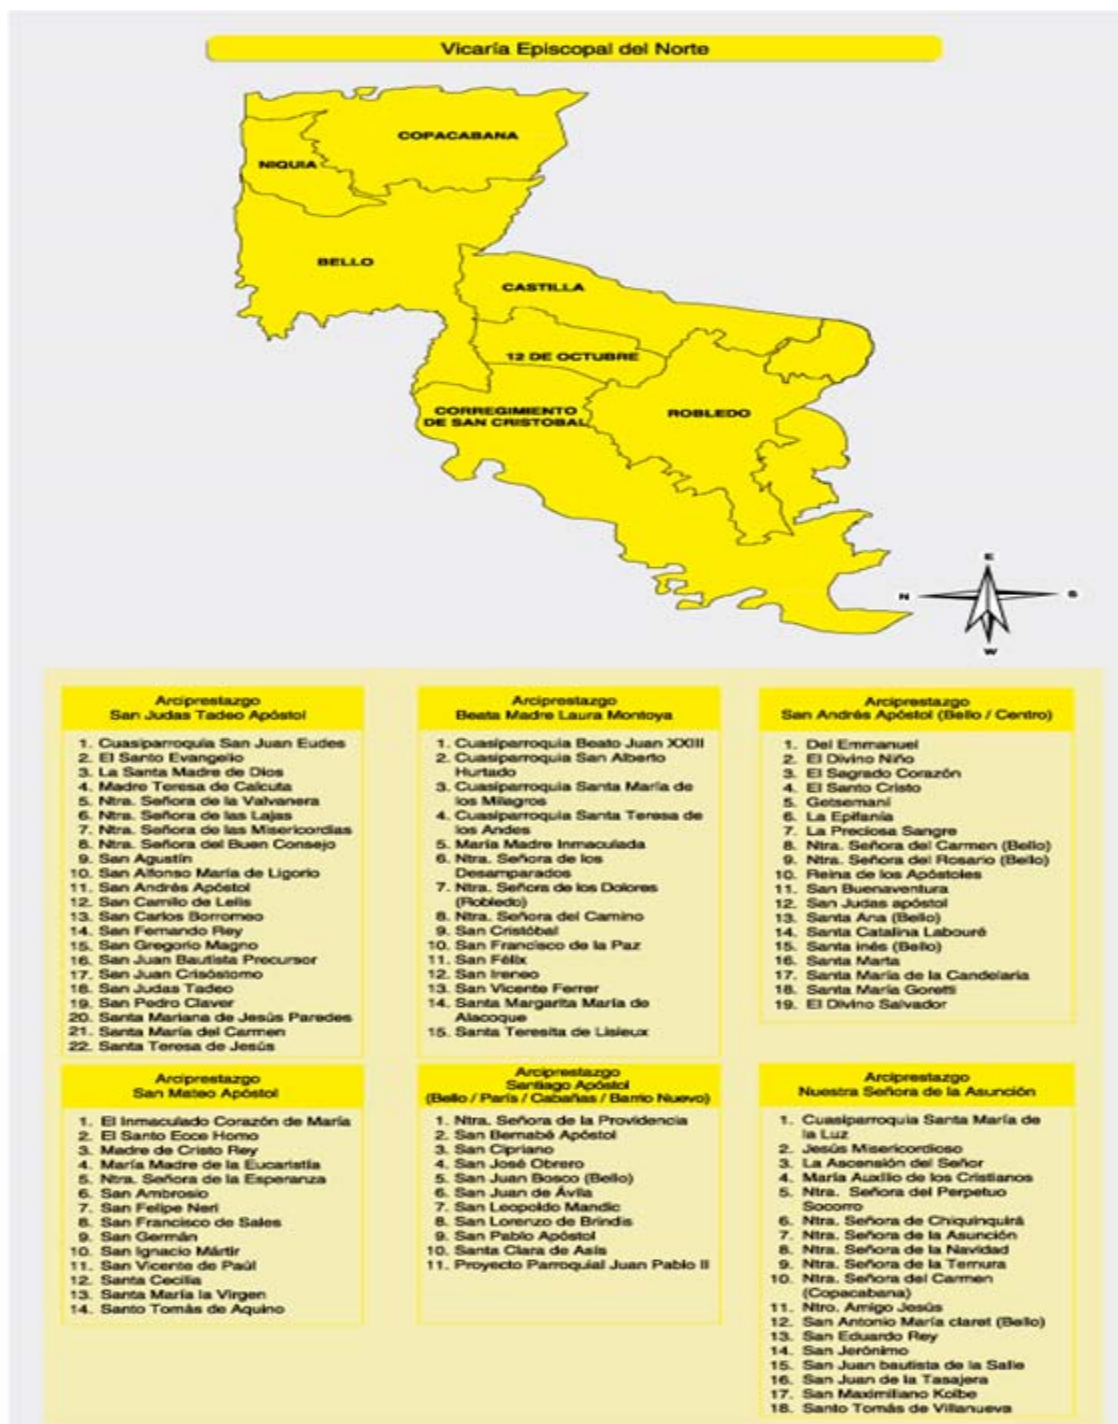 Vicaría Episcopal del Norte
COPACABANA
NIQUIA
BELLO
CASTILLA
12 DE OCTUBRE
CORREGIMIENTO
DE SAN CRISTOBAL
ROBLEDO
E
N
S
W
Arciprestazgo
San Judas Tadeo Apóstol
1. Cuasiparroquia San Juan Eudes
2. El Santo Evangelio
3. La Santa Madre de Dios
4. Madre Teresa de Calcuta
5. Ntra. Señora de la Valvanera
6. Ntra. Señora de las Lajas
7. Ntra. Señora de las Misericordias
8. Ntra. Señora del Buen Consejo
9. San Agustín
10. San Alfonso María de Ligorio
11. San Andrés Apóstol
12. San Camilo de Lelis
13. San Carlos Borromeo
14. San Fernando Rey
15. San Gregorio Magno
16. San Juan Bautista Precursor
17. San Juan Crisóstomo
18. San Judas Tadeo
19. San Pedro Claver
20. Santa Mariana de Jesús Paredes
21. Santa María del Carmen
22. Santa Teresa de Jesús
Arciprestazgo
Beata Madre Laura Montoya
1. Cuasiparroquia Beato Juan XXIII
2. Cuasiparroquia San Alberto
Hurtado
3. Cuasiparroquia Santa María de
los Milagros
4. Cuasiparroquia Santa Teresa de
los Andes
5. María Madre Inmaculada
6. Ntra. Señora de los
Desamparados
7. Ntra. Señora de los Dolores
(Robledo)
8. Ntra. Señora del Camino
9. San Cristóbal
10. San Francisco de la Paz
11. San Félix
12. San Ireneo
13. San Vicente Ferrer
14. Santa Margarita María de
Alacoque
15. Santa Teresita de Lisieux
Arciprestazgo
San Andrés Apóstol (Bello / Centro)
1. Del Emmanuel
2. El Divino Niño
3. El Sagrado Corazón
4. El Santo Cristo
5. Getsemaní
6. La Epifanía
7. La Preciosa Sangre
8. Ntra. Señora del Carmen (Bello)
9. Ntra. Señora del Rosario (Bello)
10. Reina de los Apóstoles
11. San Buenaventura
12. San Judas apóstol
13. Santa Ana (Bello)
14. Santa Catalina Labouré
15. Santa inés (Bello)
16. Santa Marta
17. Santa María de la Candelaria
18. Santa María Goretti
19. El Divino Salvador
Arciprestazgo
San Mateo Apóstol
1. El Inmaculado Corazón de María
2. El Santo Ecce Homo
3. Madre de Cristo Rey
4. María Madre de la Eucaristía
5. Ntra. Señora de la Esperanza
6. San Ambrosio
7. San Felipe Neri
8. San Francisco de Sales
9. San Germán
10. San Ignacio Mártir
11. San Vicente de Paúl
12. Santa Cecilia
13. Santa María la Virgen
14. Santo Tomás de Aquino
Arciprestazgo
Santiago Apóstol
(Bello / París / Cabañas / Barrio Nuevo)
1. Ntra. Señora de la Providencia
2. San Bernabé Apóstol
3. San Cipriano
4. San José Obrero
5. San Juan Bosco (Bello)
6. San Juan de Ávila
7. San Leopoldo Mandic
8. San Lorenzo de Brindis
9. San Pablo Apóstol
10. Santa Clara de Asís
11. Proyecto Parroquial Juan Pablo II
Arciprestazgo
Nuestra Señora de la Asunción
1. Cuasiparroquia Santa María de
la Luz
2. Jesús Misericordioso
3. La Ascensión del Señor
4. María Auxilio de los Cristianos
5. Ntra. Señora del Perpetuo
Socorro
6. Ntra. Señora de Chiquinquirá
7. Ntra. Señora de la Asunción
8. Ntra. Señora de la Navidad
9. Ntra. Señora de la Ternura
10. Ntra. Señora del Carmen
(Copacabana)
11. Ntro. Amigo Jesús
12. San Antonio María claret (Bello)
13. San Eduardo Rey
14. San Jerónimo
15. San Juan bautista de la Salle
16. San Juan de la Tasajera
17. San Maximiliano Kolbe
18. Santo Tomás de Villanueva